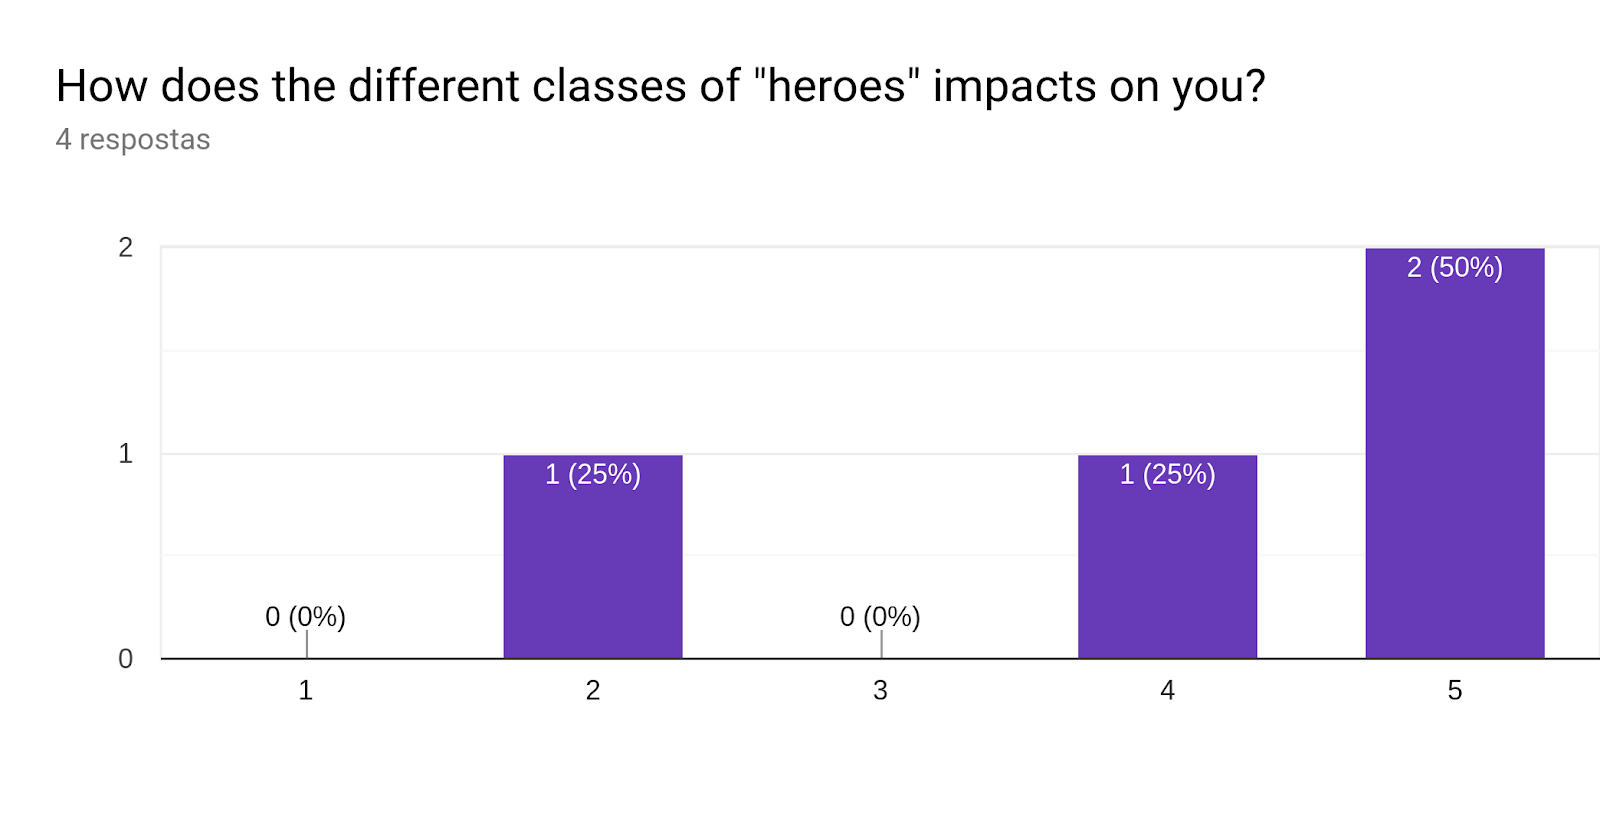 How does the different classes of "heroes" impacts on you?
4 respostas
2
2 (50%)
1
1 (25%)
1 (25%)
0 (0%)
0 (0%)
0
1 2 3 4 5